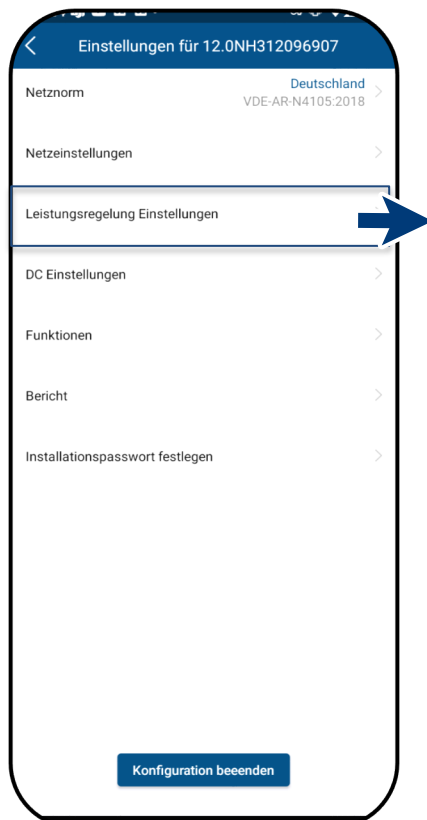 Einstellungen für 12.0NH312096907
Netznorm
Deutschland
VDE-AR-N4105:2018
Netzeinstellungen
Leistungsregelung Einstellungen
DC Einstellungen
Funktionen
Bericht
Installationspasswort festlegen
Konfiguration beeenden